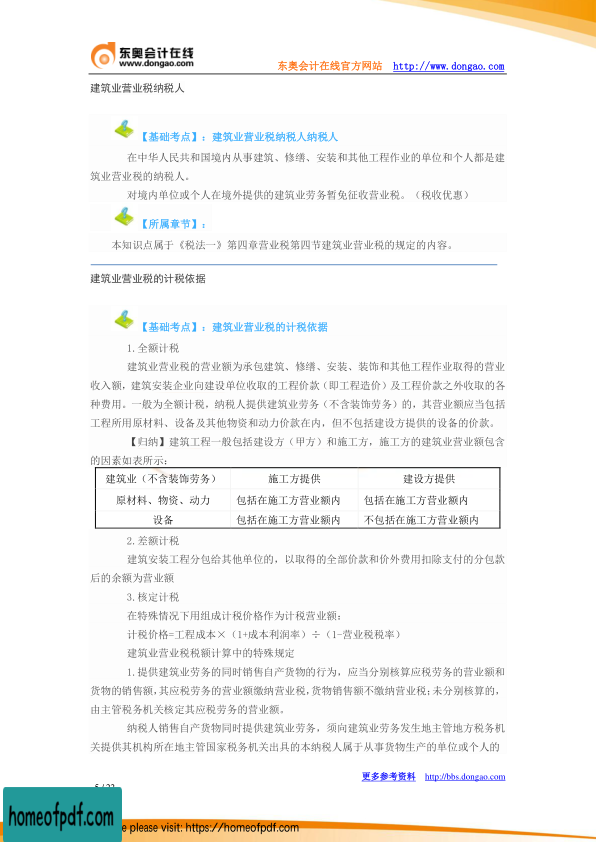 东奥会计在线
www.dongao.com
东奥会计在线官方网站 http://www.dongao.com
建筑业营业税纳税人
【基础考点】：建筑业营业税纳税人纳税人
在中华人民共和国境内从事建筑、修缮、安装和其他工程作业的单位和个人都是建
筑业营业税的纳税人。
对境内单位或个人在境外提供的建筑业劳务暂免征收营业税。（税收优惠）
【所属章节】：
本知识点属于《税法一》第四章营业税第四节建筑业营业税的规定的内容。
建筑业营业税的计税依据
【基础考点】：建筑业营业税的计税依据
1.全额计税
建筑业营业税的营业额为承包建筑、修缮、安装、装饰和其他工程作业取得的营业
收入额，建筑安装企业向建设单位收取的工程价款（即工程造价）及工程价款之外收取的各
种费用。一般为全额计税，纳税人提供建筑业劳务（不含装饰劳务）的，其营业额应当包括
工程所用原材料、设备及其他物资和动力价款在内，但不包括建设方提供的设备的价款。
【归纳】建筑工程一般包括建设方（甲方）和施工方，施工方的建筑业营业额包含
的因素如表所示：
建筑业（不含装饰劳务） 施工方提供 建设方提供
原材料、物资、动力 包括在施工方营业额内 包括在施工方营业额内
设备 包括在施工方营业额内 不包括在施工方营业额内
2.差额计税
建筑安装工程分包给其他单位的，以取得的全部价款和价外费用扣除支付的分包款
后的余额为营业额
3.核定计税
在特殊情况下用组成计税价格作为计税营业额：
计税价格=工程成本×（1+成本利润率）÷（1-营业税税率）
建筑业营业税税额计算中的特殊规定
1.提供建筑业劳务的同时销售自产货物的行为，应当分别核算应税劳务的营业额和
货物的销售额，其应税劳务的营业额缴纳营业税，货物销售额不缴纳营业税；未分别核算的，
由主管税务机关核定其应税劳务的营业额。
纳税人销售自产货物同时提供建筑业劳务，须向建筑业劳务发生地主管地方税务机
关提供其机构所在地主管国家税务机关出具的本纳税人属于从事货物生产的单位或个人的
更多参考资料 http://bbs.dongao.com
5 / 23
homeofpdf.com
e please visit: https://homeofpdf.com